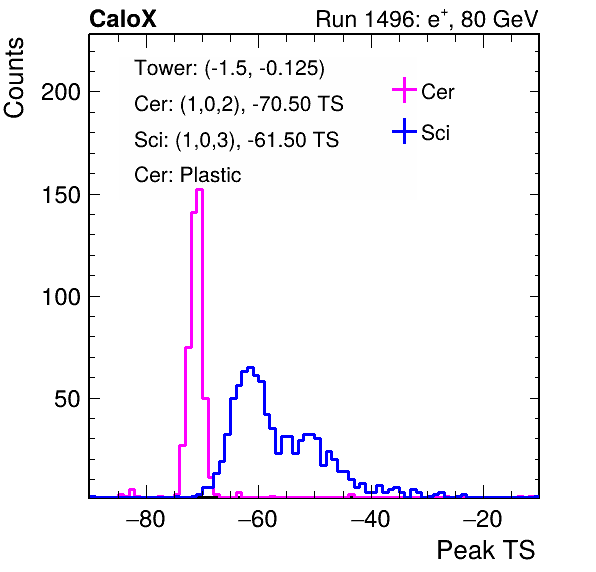 CaloX Run 1496: e⁺, 80 GeV
Counts
Tower: (-1.5, -0.125)
Cer: (1,0,2), -70.50 TS
Sci: (1,0,3), -61.50 TS
Cer: Plastic
Cer
Sci
200
150
100
50
−80 −60 −40 −20
Peak TS